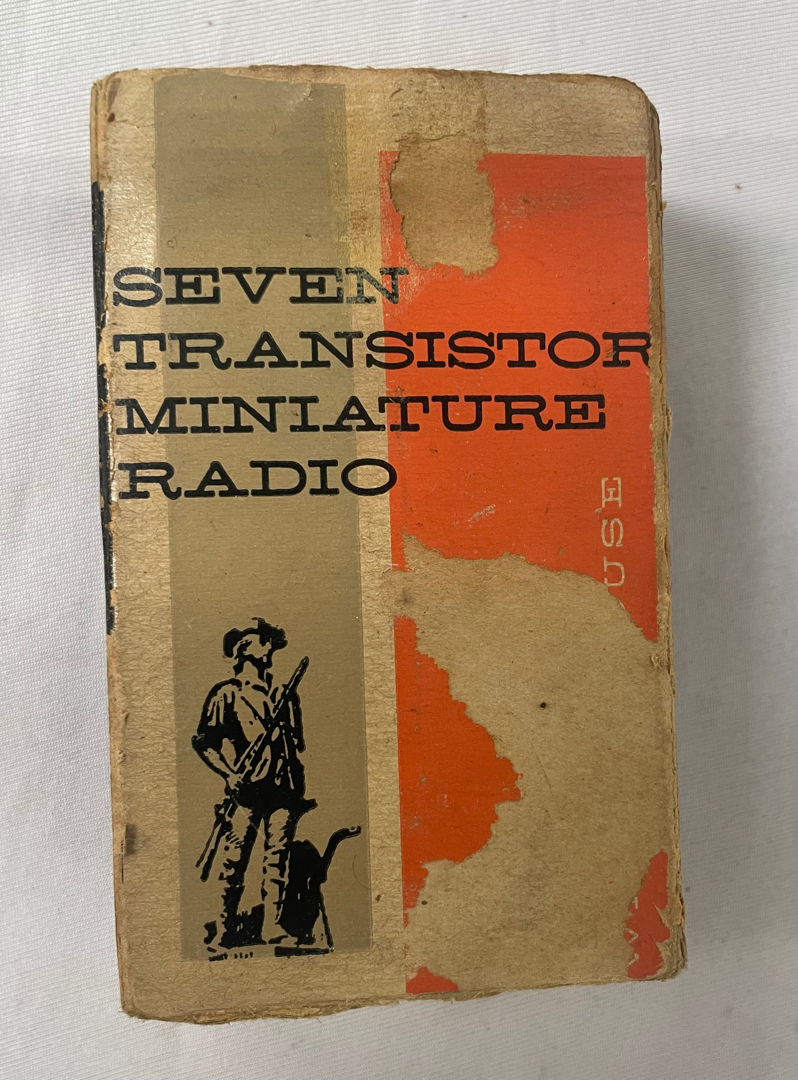 SEVEN
TRANSISTOR
MINIATURE
RADIO
USE